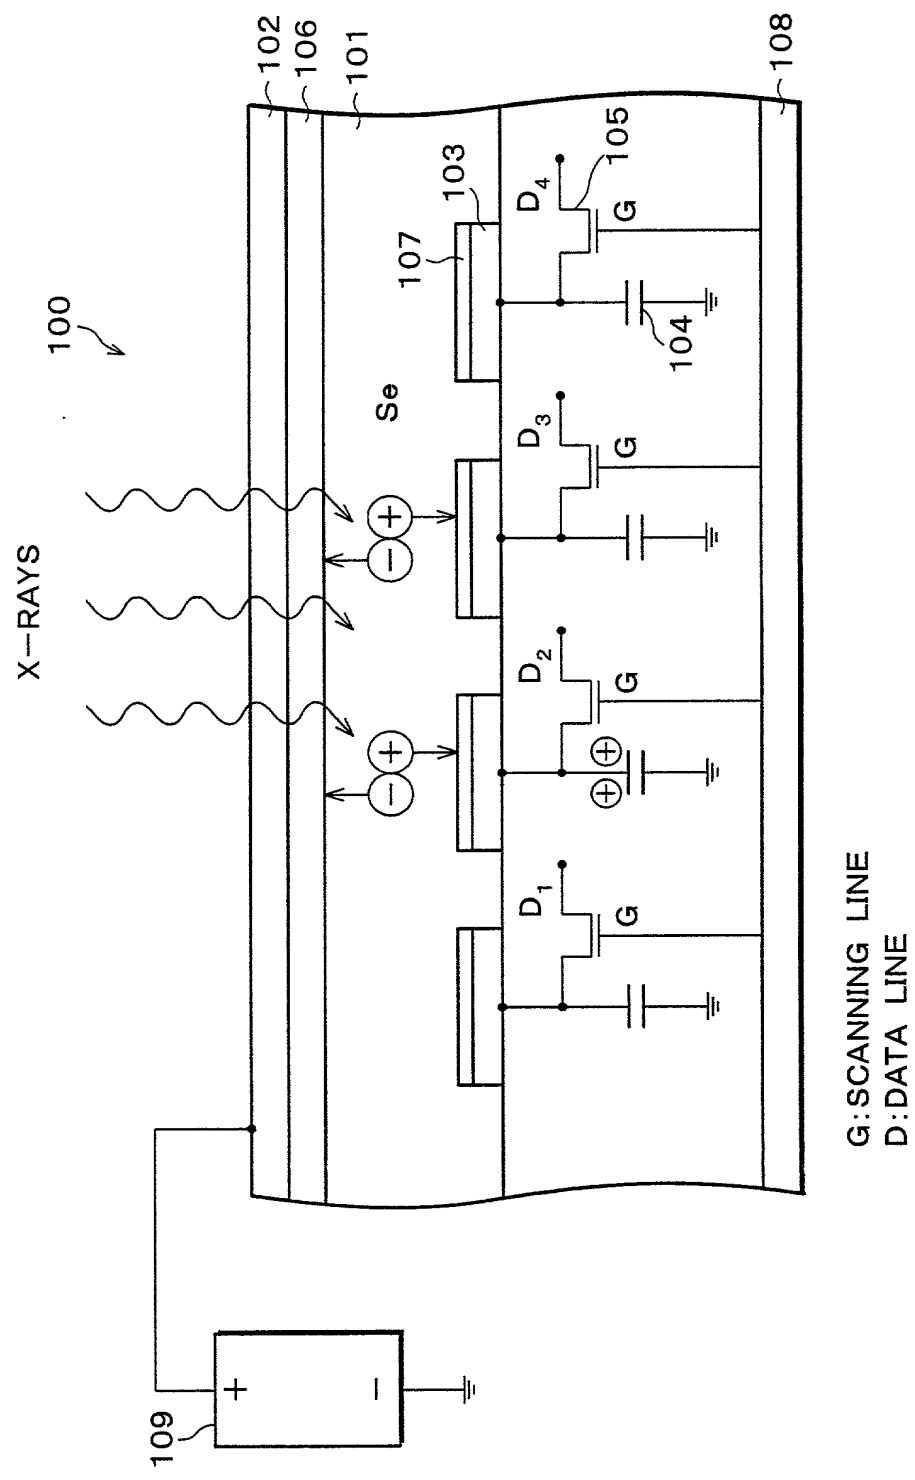 100
X-RAYS
102
106
101
Se
107
103
D4
105
G
104
D3
G
D2
G
+ +
D1
G
- +
- +
108
109
+
-
G:SCANNING LINE
D:DATA LINE